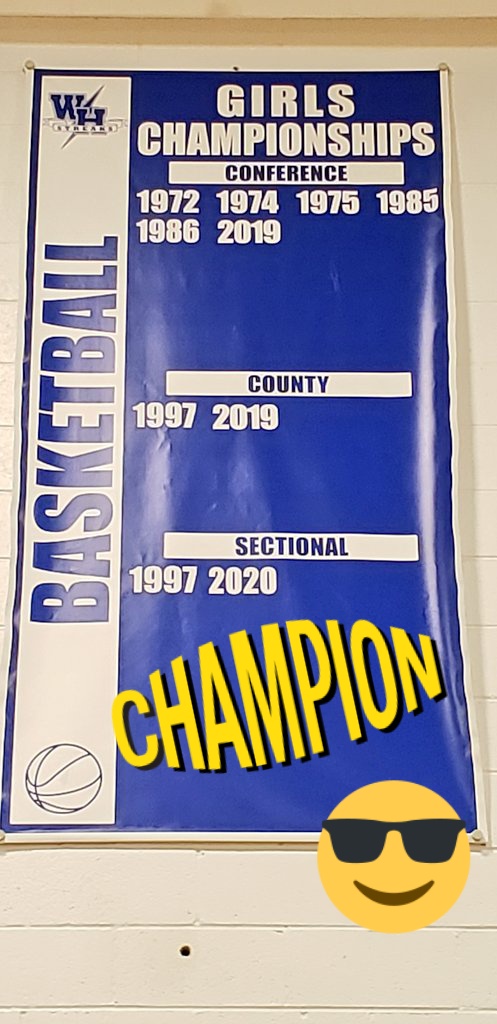 WH
STREAKS
BASKETBALL
GIRLS
CHAMPIONSHIPS
CONFERENCE
1972 1974 1975 1985
1986 2019
COUNTY
1997 2019
SECTIONAL
1997 2020
CHAMPION